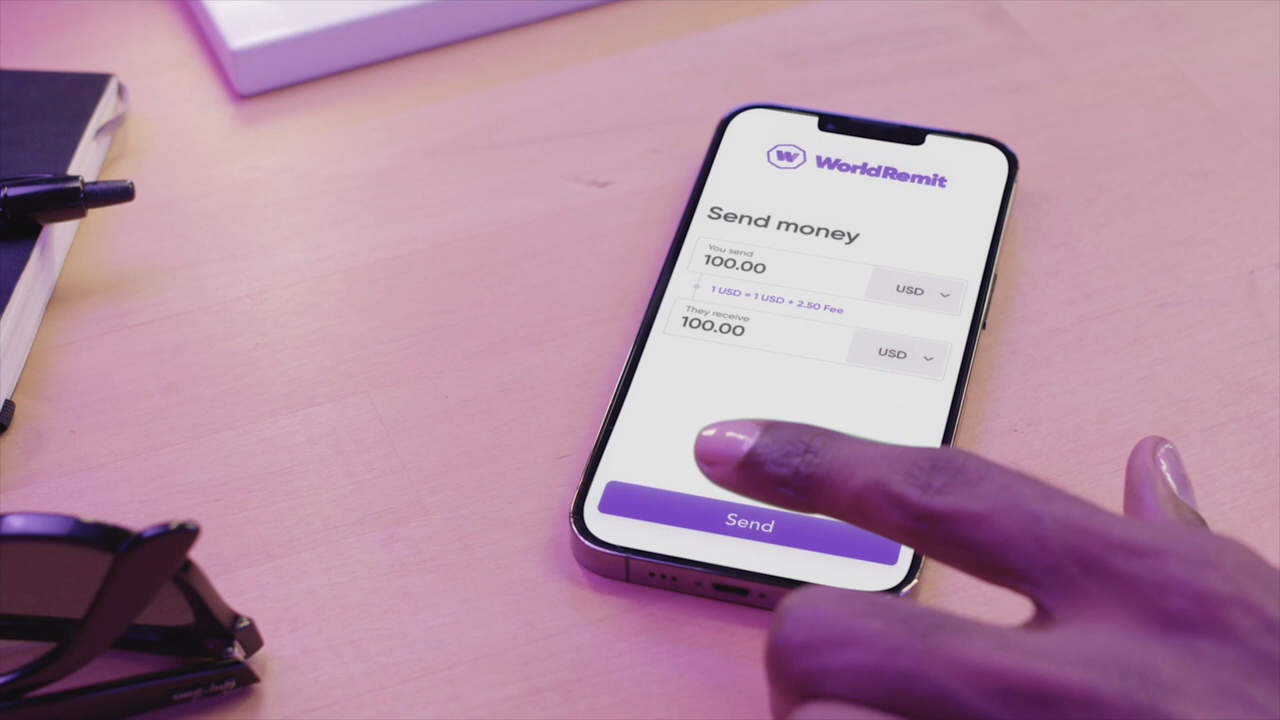 W WorldRemit
Send money
You send
100.00
USD
1 USD = 1 USD + 2.50 Fee
They receive
100.00
USD
Send